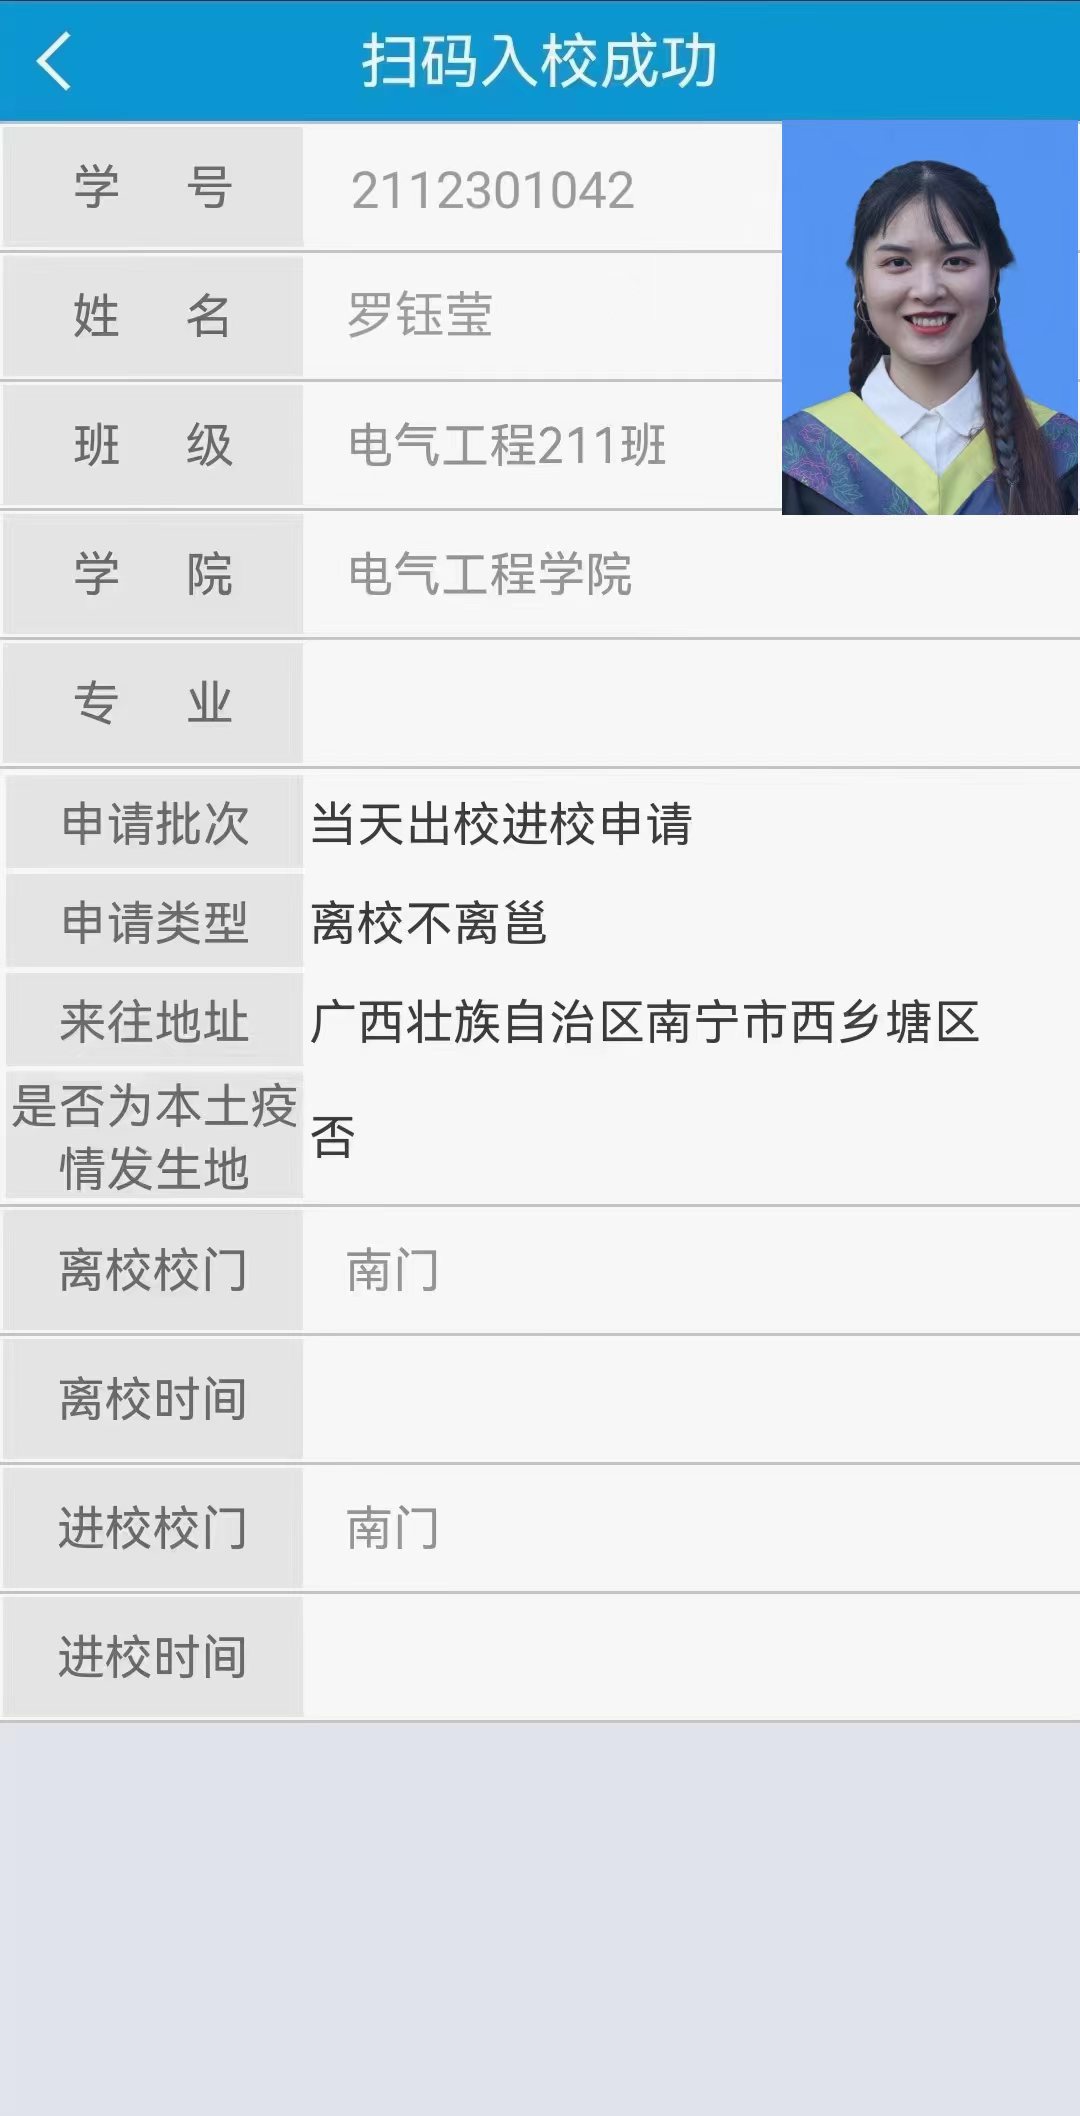 扫码入校成功
学 号 2112301042
姓 名 罗钰莹
班 级 电气工程211班
学 院 电气工程学院
专 业
申请批次 当天出校进校申请
申请类型 离校不离邕
来往地址 广西壮族自治区南宁市西乡塘区
是否为本土疫
情发生地 否
离校校门 南门
离校时间
进校校门 南门
进校时间